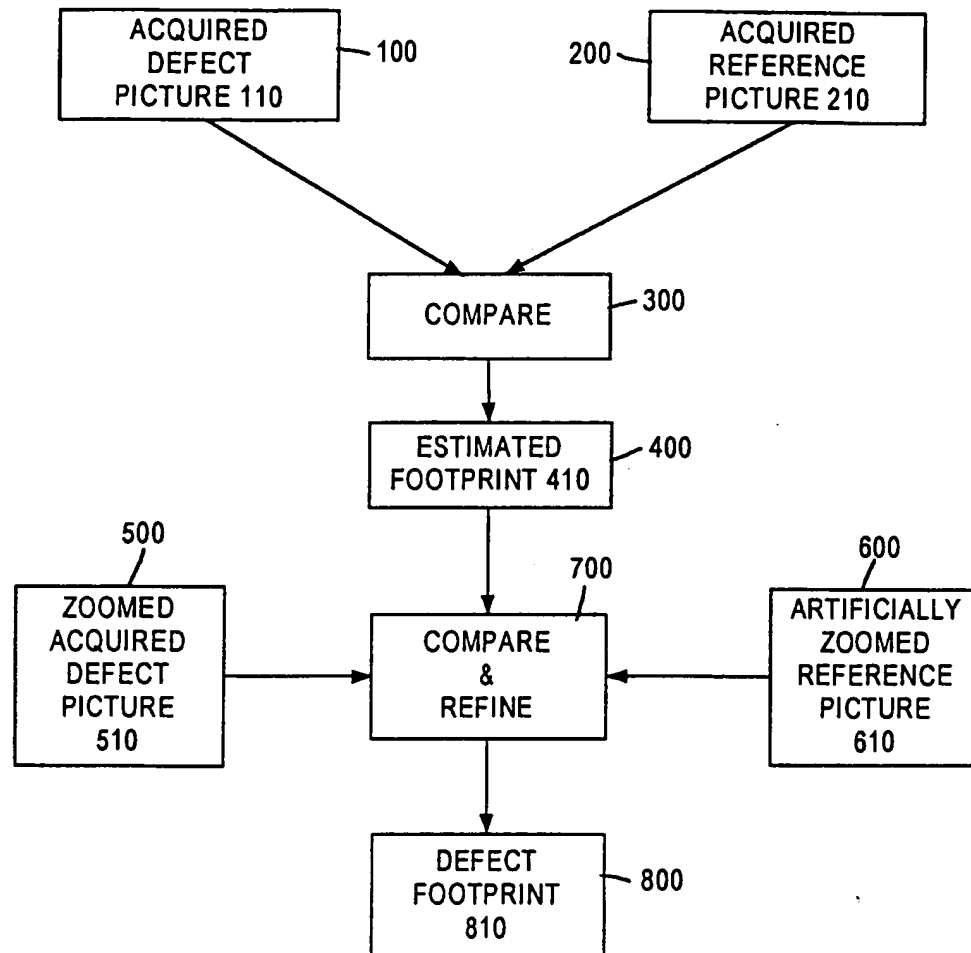 ACQUIRED
DEFECT
PICTURE 110
100
200
ACQUIRED
REFERENCE
PICTURE 210
COMPARE
300
ESTIMATED
FOOTPRINT 410
400
500
ZOOMED
ACQUIRED
DEFECT
PICTURE
510
700
COMPARE
&
REFINE
600
ARTIFICIALLY
ZOOMED
REFERENCE
PICTURE
610
DEFECT
FOOTPRINT
810
800